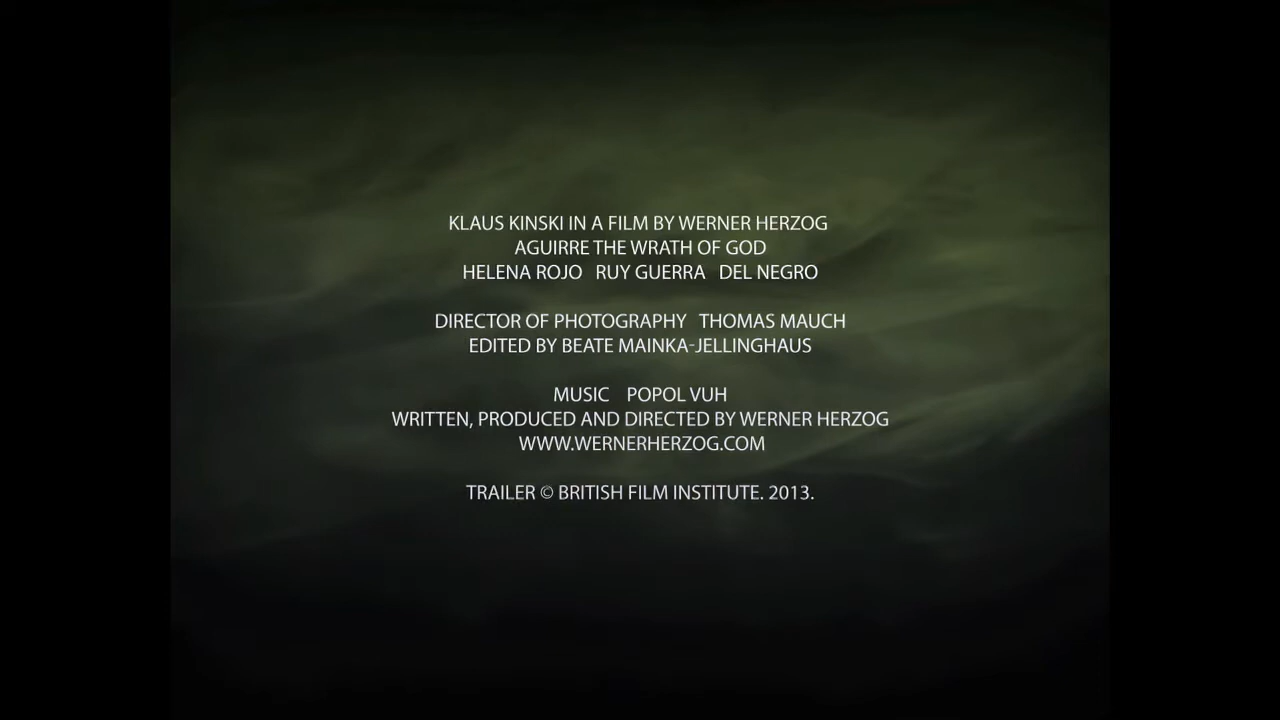 KLAUS KINSKI IN A FILM BY WERNER HERZOG
AGUIRRE THE WRATH OF GOD
HELENA ROJO RUY GUERRA DEL NEGRO
DIRECTOR OF PHOTOGRAPHY THOMAS MAUCH
EDITED BY BEATE MAINKA-JELLINGHAUS
MUSIC POPOL VUH
WRITTEN, PRODUCED AND DIRECTED BY WERNER HERZOG
WWW.WERNERHERZOG.COM
TRAILER © BRITISH FILM INSTITUTE. 2013.